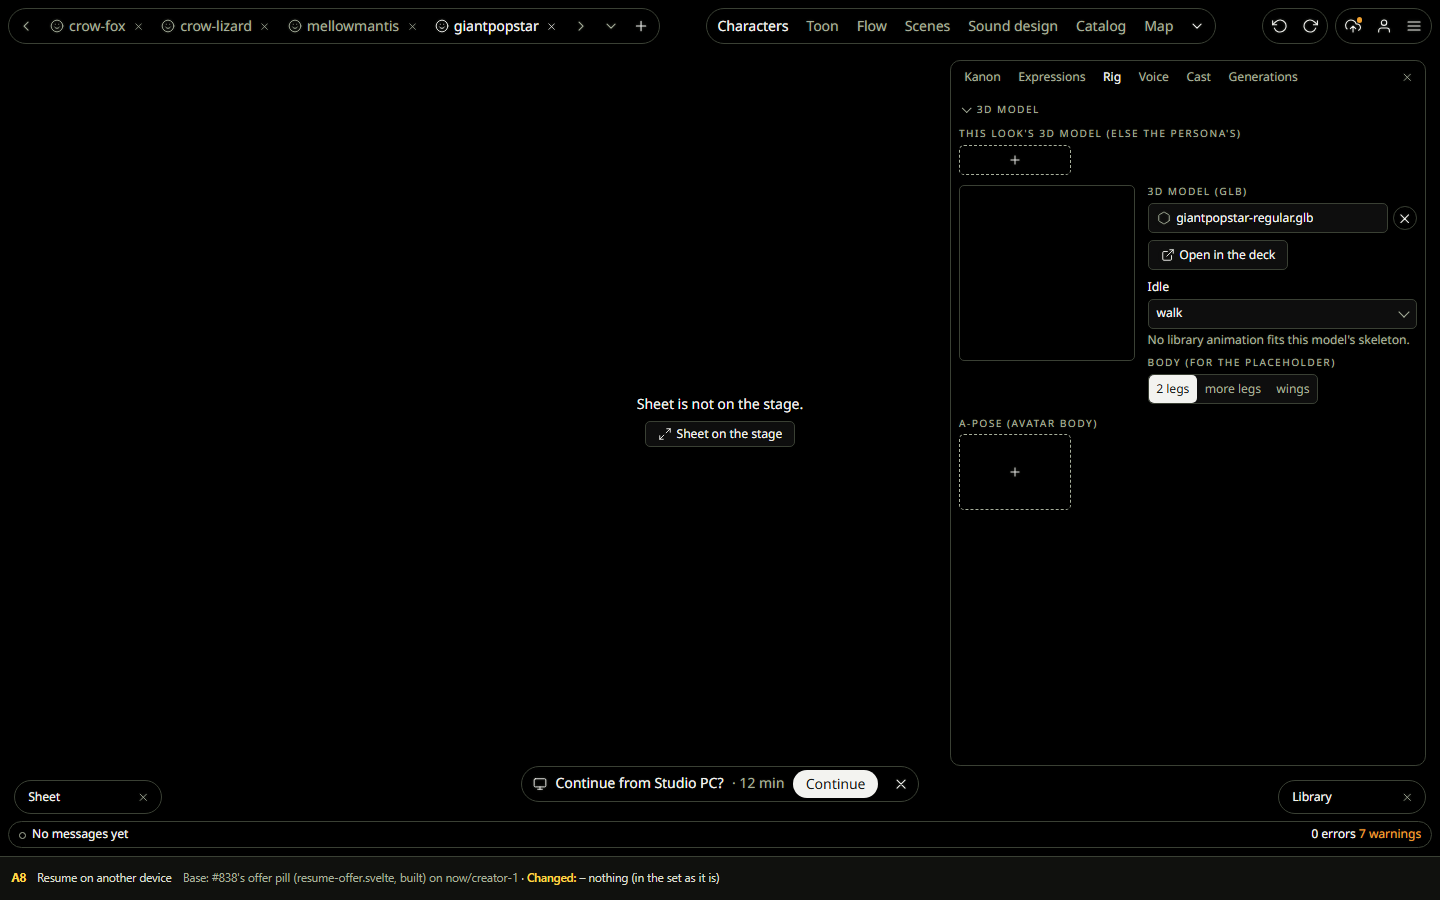 crow-fox
crow-lizard
mellowmantis
giantpopstar
Characters Toon Flow Scenes Sound design Catalog Map
Kanon Expressions Rig Voice Cast Generations
3D MODEL
THIS LOOK'S 3D MODEL (ELSE THE PERSONA'S)
3D MODEL (GLB)
giantpopstar-regular.glb
Open in the deck
Idle
walk
No library animation fits this model's skeleton.
BODY (FOR THE PLACEHOLDER)
2 legs more legs wings
A-POSE (AVATAR BODY)
Sheet is not on the stage.
Sheet on the stage
Continue from Studio PC? · 12 min Continue
Sheet
Library
No messages yet
0 errors 7 warnings
A8 Resume on another device Base: #838's offer pill (resume-offer.svelte, built) on now/creator-1 · Changed: – nothing (in the set as it is)